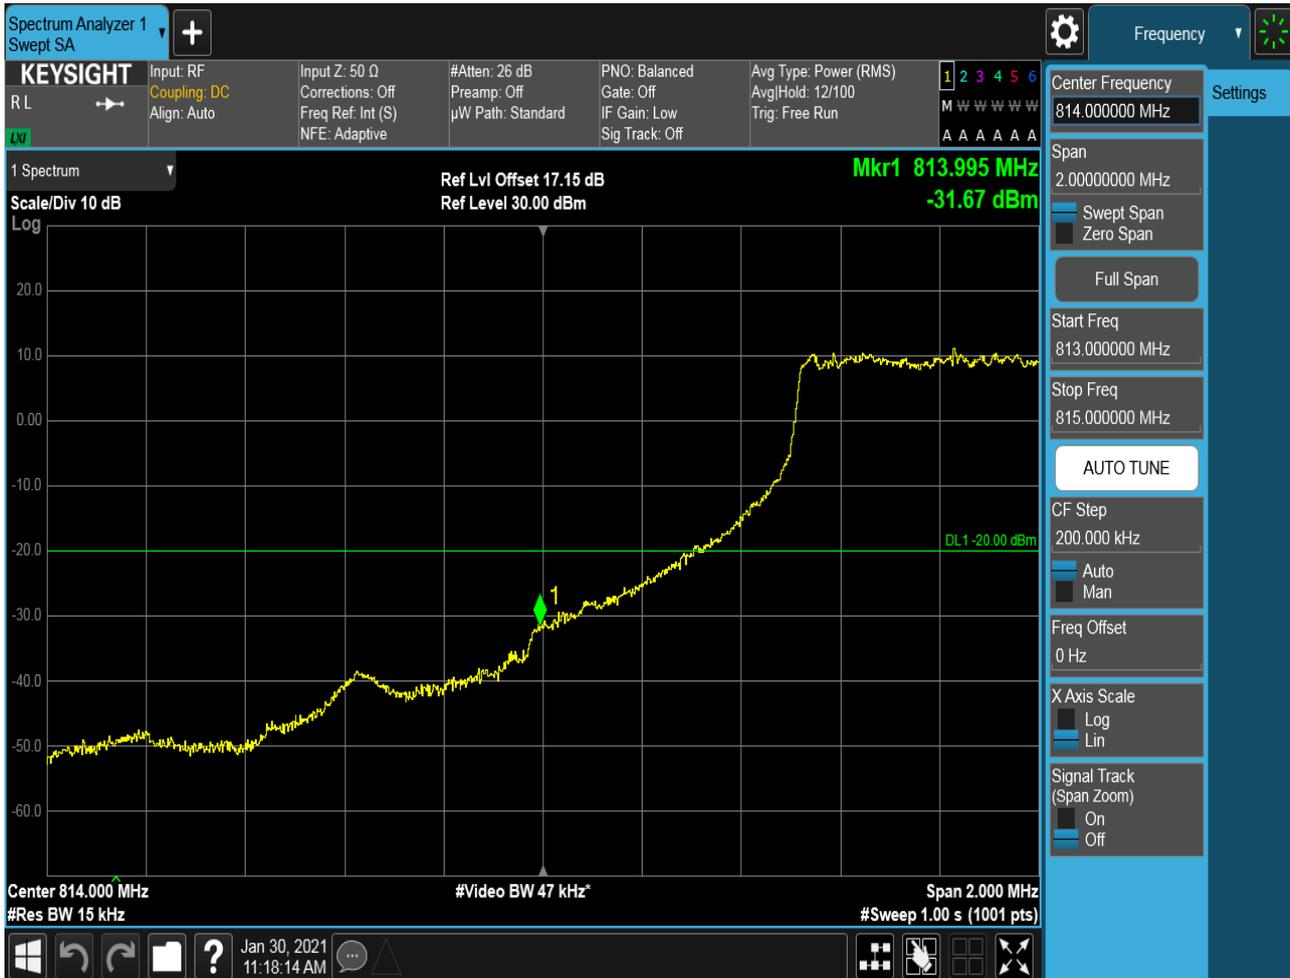 Spectrum Analyzer 1
Swept SA
+
Frequency
KEYSIGHT
R L
LXI
Input: RF
Coupling: DC
Align: Auto
Input Z: 50 Ω
Corrections: Off
Freq Ref: Int (S)
NFE: Adaptive
#Atten: 26 dB
Preamp: Off
µW Path: Standard
PNO: Balanced
Gate: Off
IF Gain: Low
Sig Track: Off
Avg Type: Power (RMS)
Avg|Hold: 12/100
Trig: Free Run
1 2 3 4 5 6
M W W W W W
A A A A A A
1 Spectrum
Scale/Div 10 dB
Log
Ref Lvl Offset 17.15 dB
Ref Level 30.00 dBm
Mkr1 813.995 MHz
-31.67 dBm
20.0
10.0
0.00
-10.0
-20.0
-30.0
-40.0
-50.0
-60.0
DL1 -20.00 dBm
1
Center 814.000 MHz
#Res BW 15 kHz
#Video BW 47 kHz*
Span 2.000 MHz
#Sweep 1.00 s (1001 pts)
?
Jan 30, 2021
11:18:14 AM
Settings
Center Frequency
814.000000 MHz
Span
2.00000000 MHz
Swept Span
Zero Span
Full Span
Start Freq
813.000000 MHz
Stop Freq
815.000000 MHz
AUTO TUNE
CF Step
200.000 kHz
Auto
Man
Freq Offset
0 Hz
X Axis Scale
Log
Lin
Signal Track
(Span Zoom)
On
Off